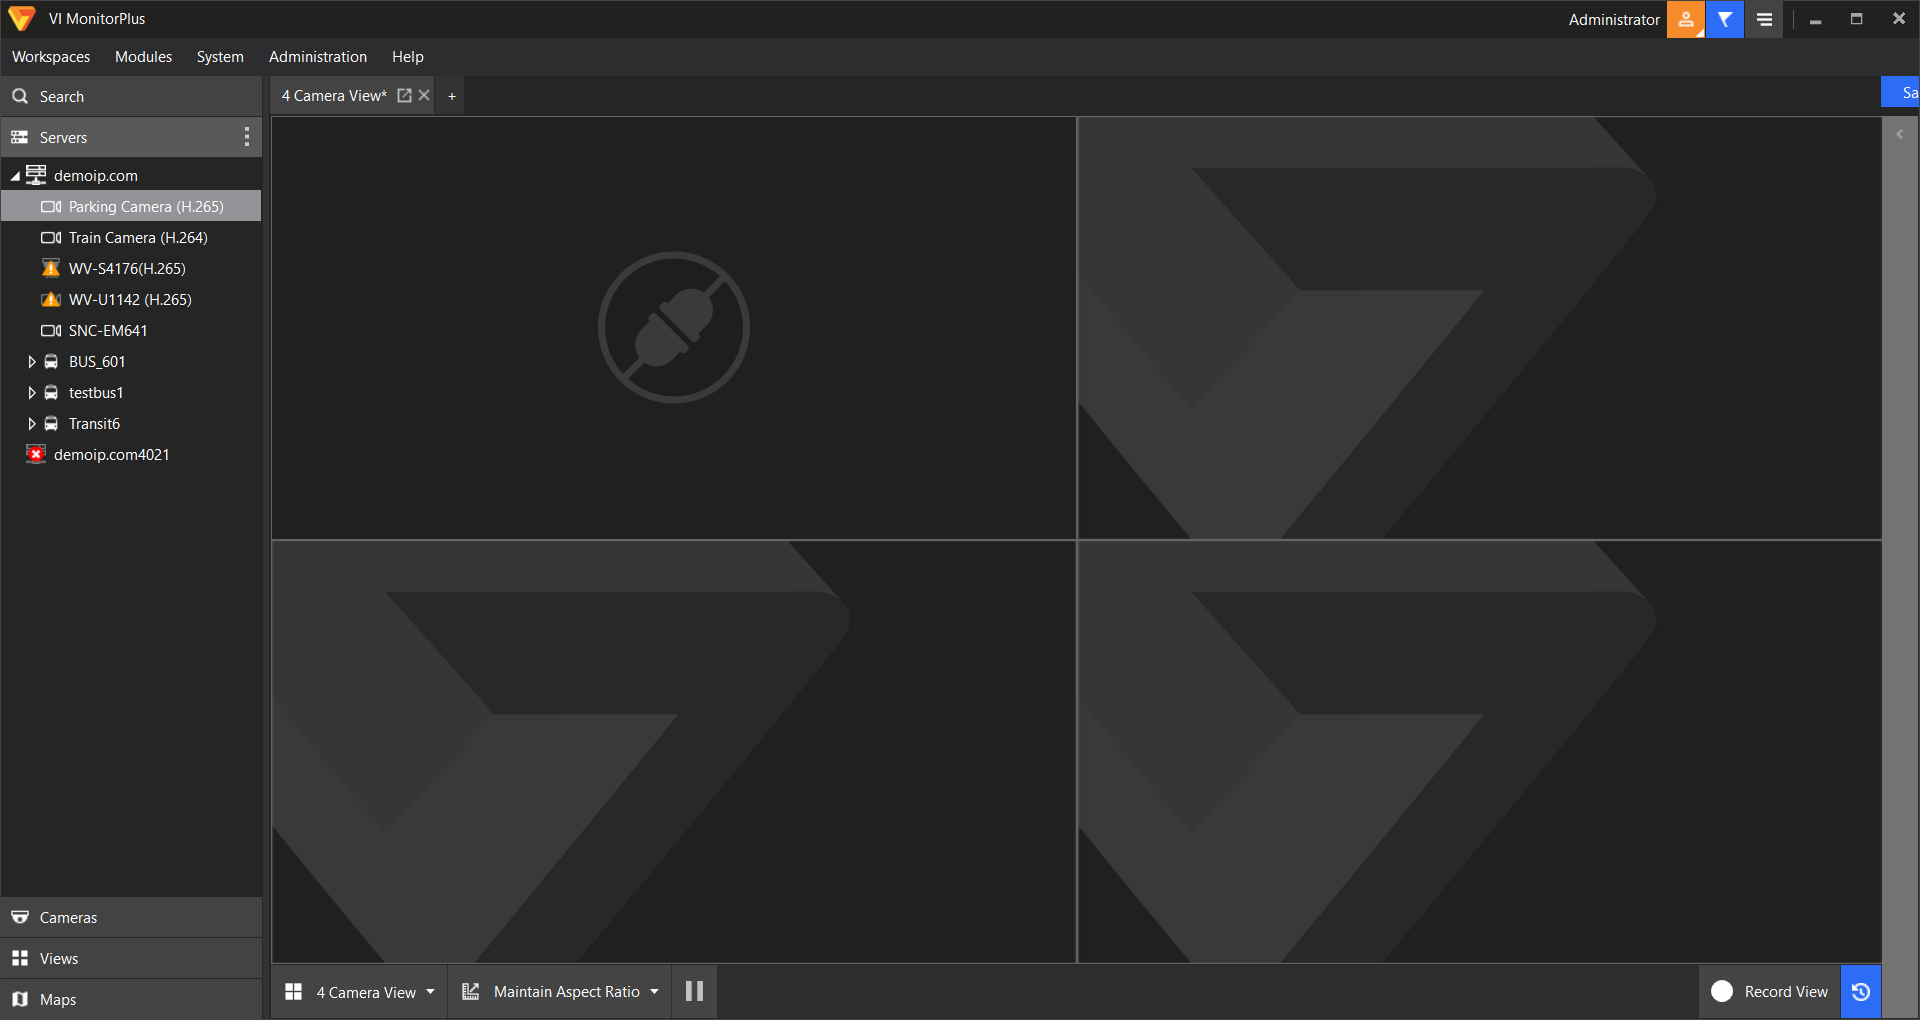 VI MonitorPlus
Administrator
Workspaces Modules System Administration Help
Search
4 Camera View* +
Sa
Servers
demoip.com
Parking Camera (H.265)
Train Camera (H.264)
WV-S4176(H.265)
WV-U1142 (H.265)
SNC-EM641
BUS_601
testbus1
Transit6
demoip.com4021
Cameras
Views
Maps
4 Camera View
Maintain Aspect Ratio
Record View